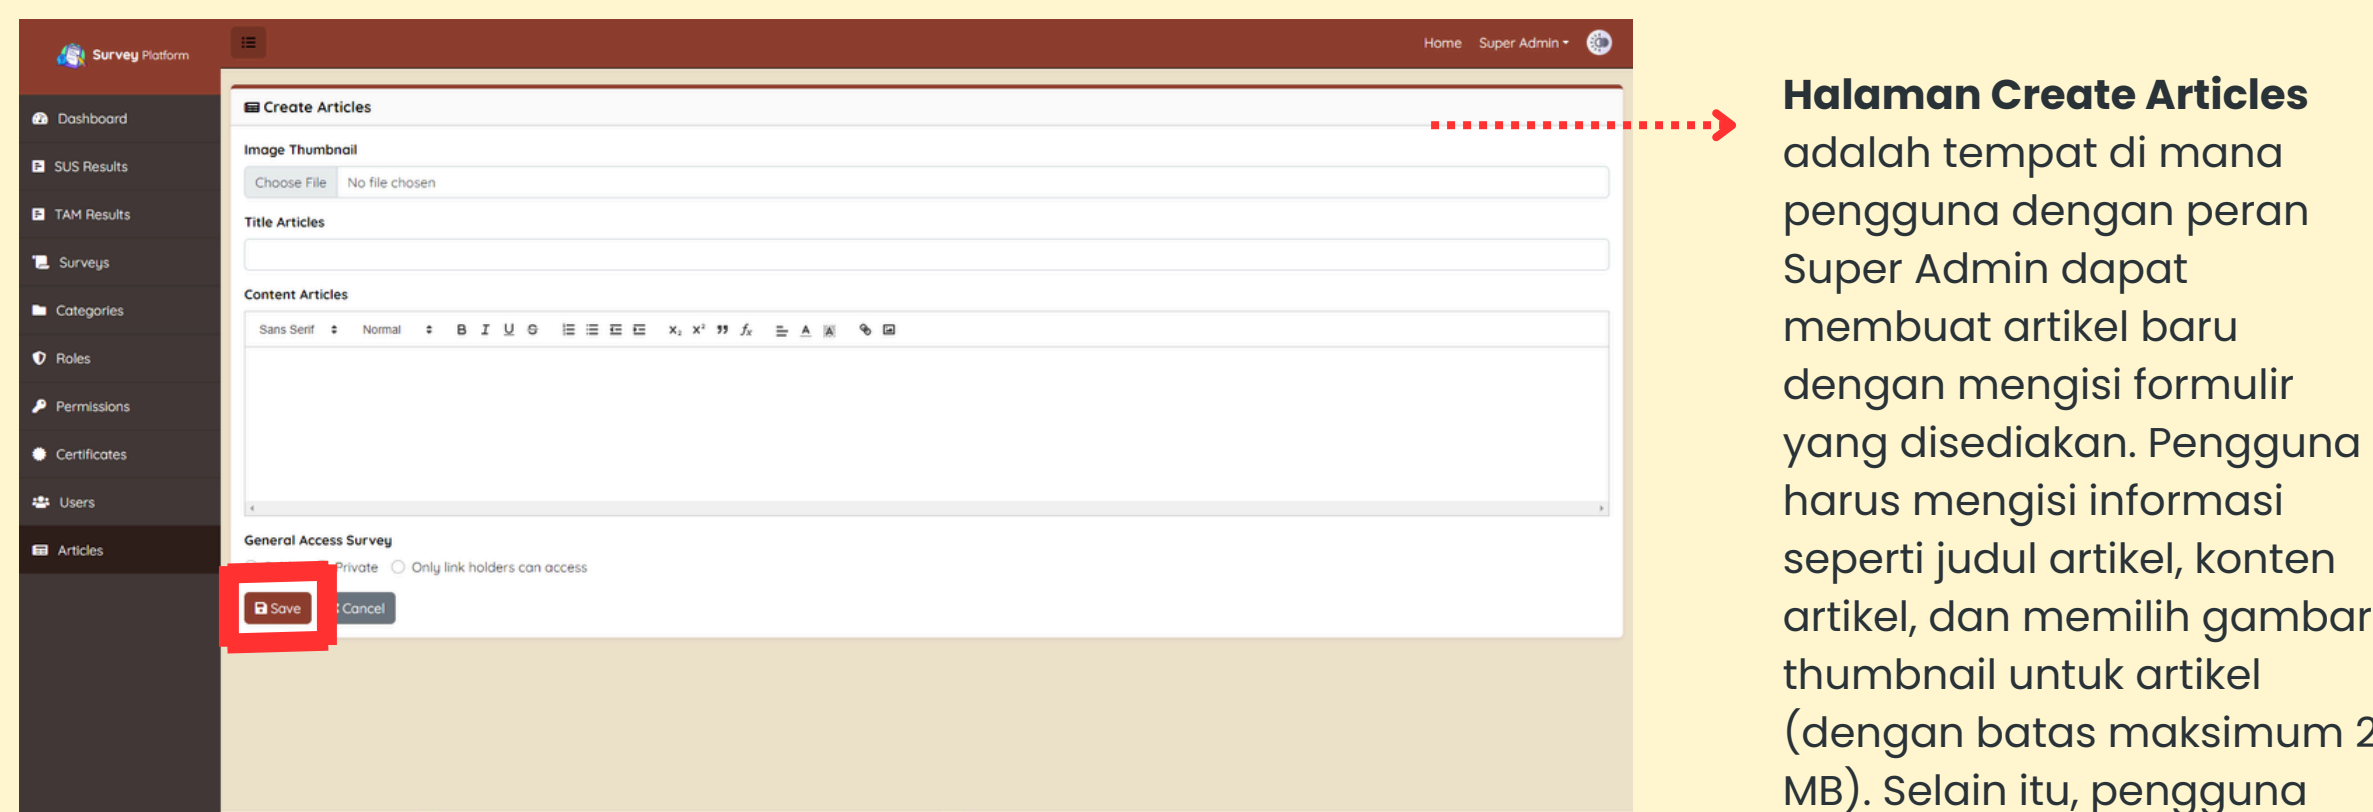 Survey Platform
Home Super Admin
Dashboard
SUS Results
TAM Results
Surveys
Categories
Roles
Permissions
Certificates
Users
Articles
Create Articles
Image Thumbnail
Choose File No file chosen
Title Articles
Content Articles
Sans Serif Normal B I U S x₂ x² ” fx A A
General Access Survey
Private Only link holders can access
Save Cancel
Halaman Create Articles
adalah tempat di mana
pengguna dengan peran
Super Admin dapat
membuat artikel baru
dengan mengisi formulir
yang disediakan. Pengguna
harus mengisi informasi
seperti judul artikel, konten
artikel, dan memilih gambar
thumbnail untuk artikel
(dengan batas maksimum 2
MB). Selain itu, pengguna